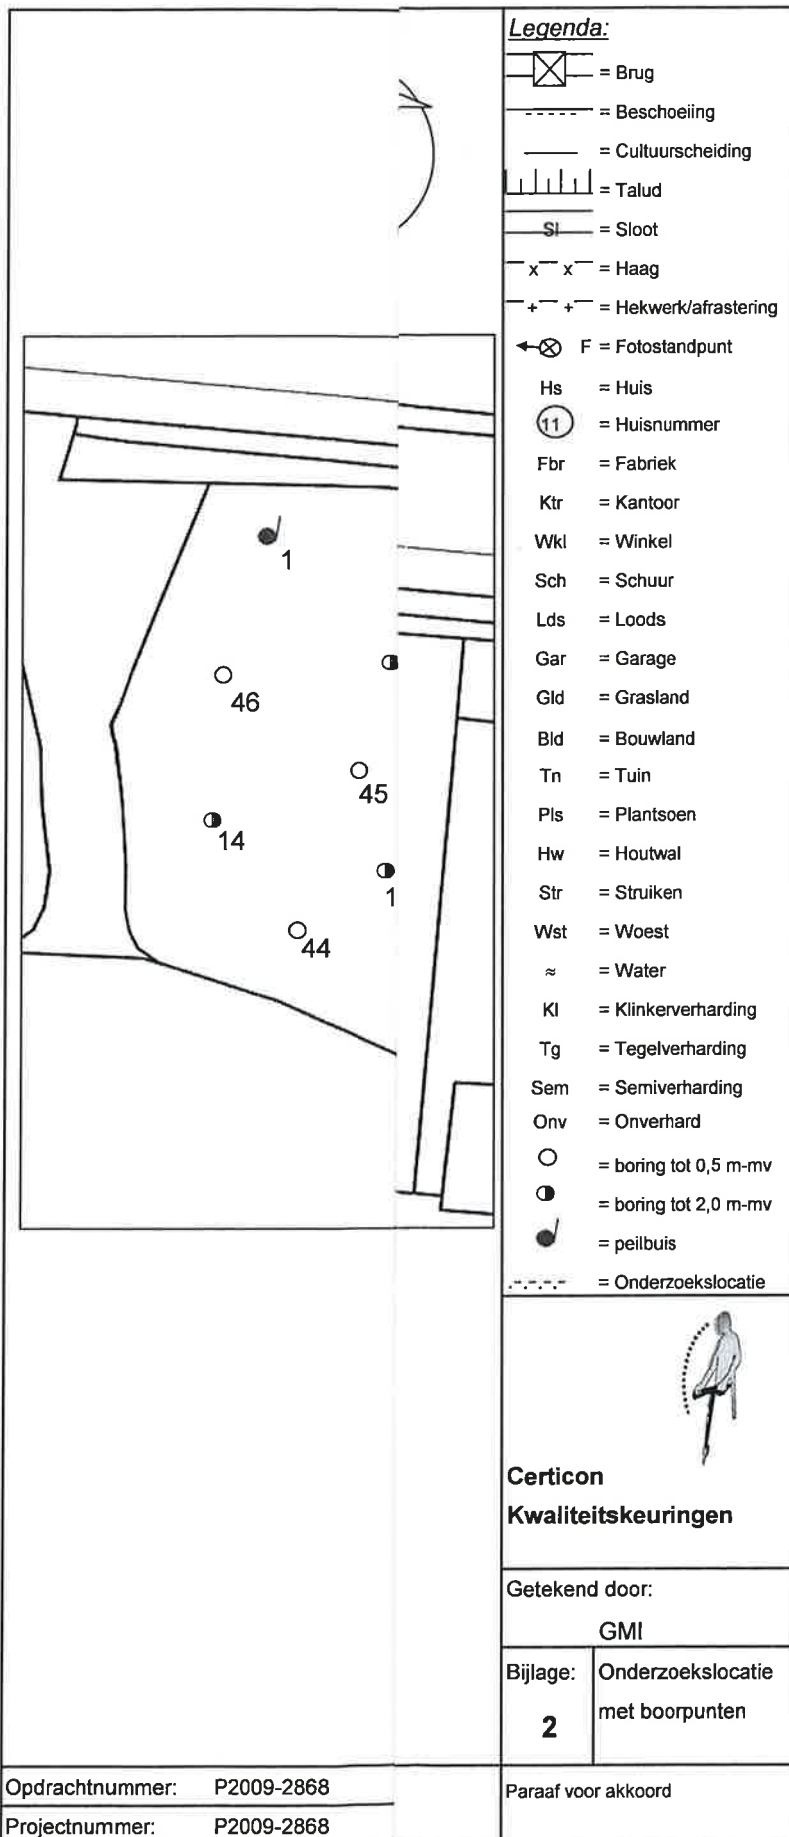 Legenda:
= Brug
= Beschoeiing
= Cultuurscheiding
= Talud
Sl = Sloot
x x = Haag
+ + = Hekwerk/afrastering
F = Fotostandpunt
Hs = Huis
11 = Huisnummer
Fbr = Fabriek
Ktr = Kantoor
Wkl = Winkel
Sch = Schuur
Lds = Loods
Gar = Garage
Gld = Grasland
Bld = Bouwland
Tn = Tuin
Pls = Plantsoen
Hw = Houtwal
Str = Struiken
Wst = Woest
≈ = Water
Kl = Klinkerverharding
Tg = Tegelverharding
Sem = Semiverharding
Onv = Onverhard
= boring tot 0,5 m-mv
= boring tot 2,0 m-mv
= peilbuis
= Onderzoekslocatie
1
46
45
14
1
44
Certicon
Kwaliteitskeuringen
Getekend door:
GMI
Bijlage:
2
Onderzoekslocatie
met boorpunten
Opdrachtnummer: P2009-2868
Projectnummer: P2009-2868
Paraaf voor akkoord